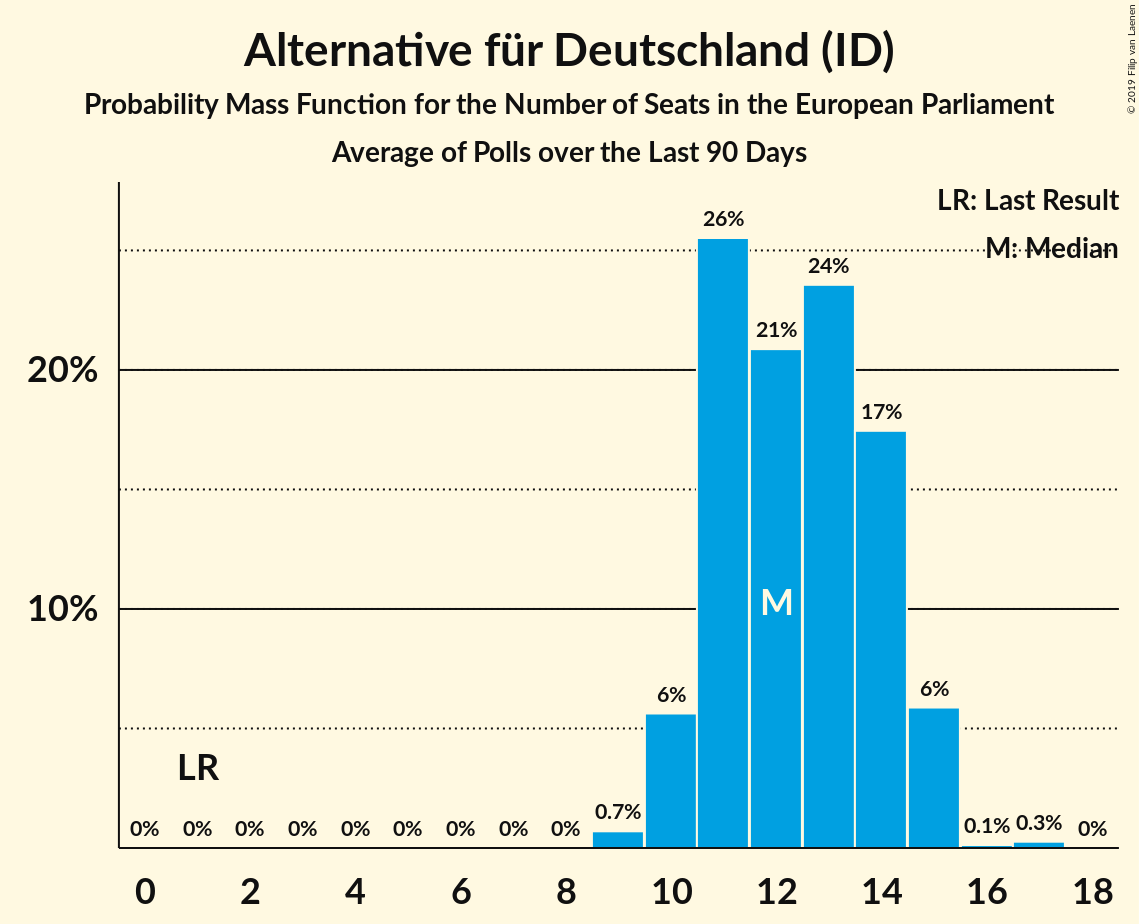 Alternative für Deutschland (ID)
Probability Mass Function for the Number of Seats in the European Parliament
Average of Polls over the Last 90 Days
© 2019 Filip van Laenen
LR: Last Result
M: Median
26%
24%
21%
20%
17%
10%
M
6%
6%
LR
0% 0% 0% 0% 0% 0% 0% 0% 0% 0.7% 0.1% 0.3% 0%
0 2 4 6 8 10 12 14 16 18